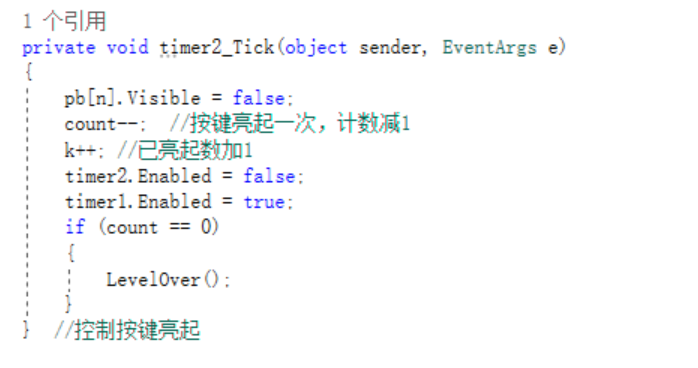 1 个引用
private void timer2_Tick(object sender, EventArgs e)
{
pb[n].Visible = false;
count--; //按键亮起一次，计数减1
k++; //已亮起数加1
timer2.Enabled = false;
timer1.Enabled = true;
if (count == 0)
{
LevelOver();
}
} //控制按键亮起